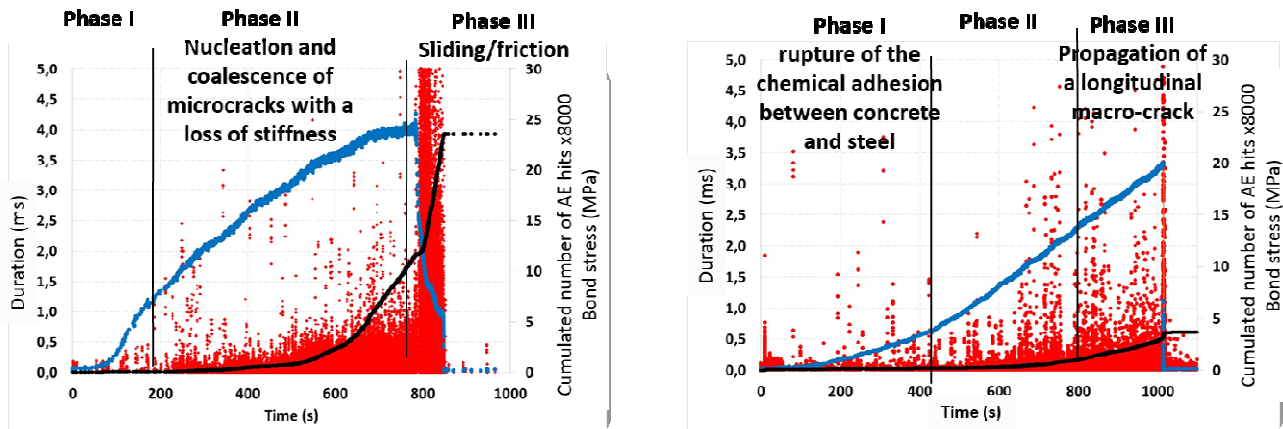 Phase I
Phase II
Phase III
Nucleation and
coalescence of
microcracks with a
loss of stiffness
Sliding/friction
5,0
4,5
4,0
3,5
3,0
2,5
2,0
1,5
1,0
0,5
0,0
Duration (ms)
0
200
400
600
800
1000
Time (s)
30
25
20
15
10
5
0
Cumulated number of AE hits x8000
Bond stress (MPa)
Phase I
rupture of the
chemical adhesion
between concrete
and steel
Phase II
Phase III
Propagation of
a longitudinal
macro-crack
5,0
4,5
4,0
3,5
3,0
2,5
2,0
1,5
1,0
0,5
0,0
Duration (ms)
0
200
400
600
800
1000
Time (s)
30
25
20
15
10
5
0
Cumulated number of AE hits x8000
Bond stress (MPa)